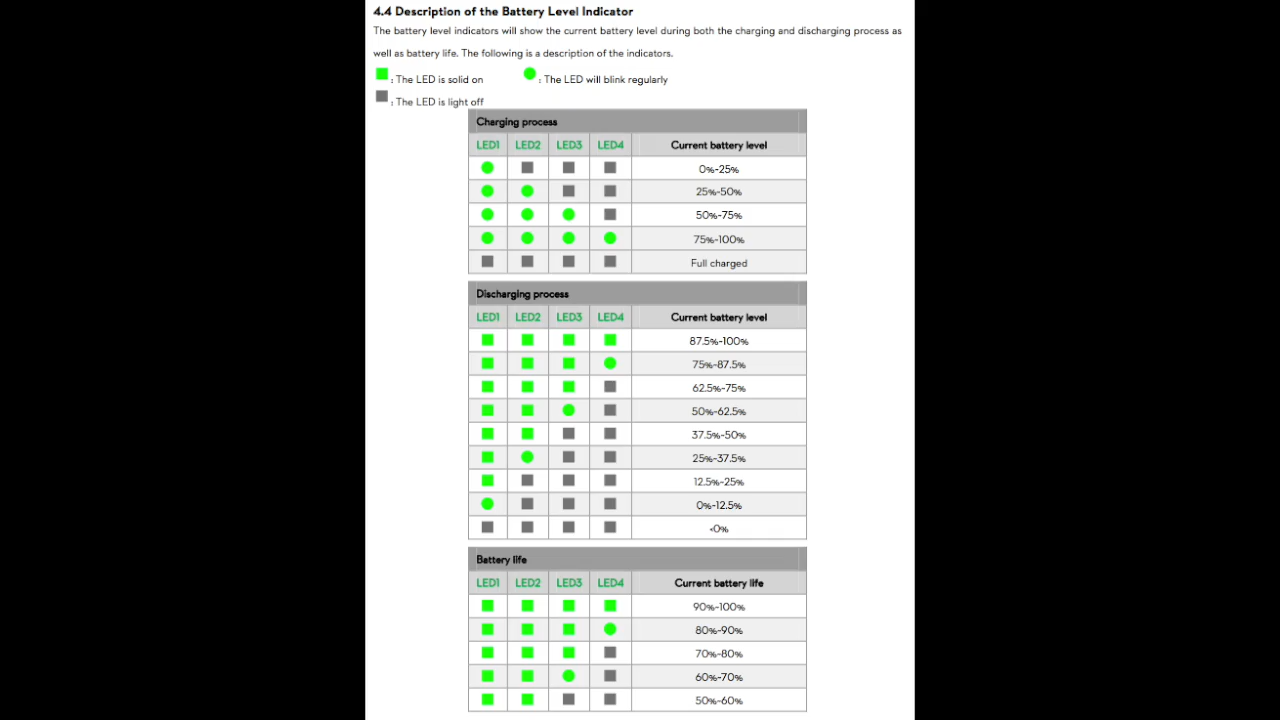 4.4 Description of the Battery Level Indicator
The battery level indicators will show the current battery level during both the charging and discharging process as
well as battery life. The following is a description of the indicators.
: The LED is solid on : The LED will blink regularly
: The LED is light off
Charging process
LED1 LED2 LED3 LED4 Current battery level
0%-25%
25%-50%
50%-75%
75%-100%
Full charged
Discharging process
LED1 LED2 LED3 LED4 Current battery level
87.5%-100%
75%-87.5%
62.5%-75%
50%-62.5%
37.5%-50%
25%-37.5%
12.5%-25%
0%-12.5%
<0%
Battery life
LED1 LED2 LED3 LED4 Current battery life
90%-100%
80%-90%
70%-80%
60%-70%
50%-60%